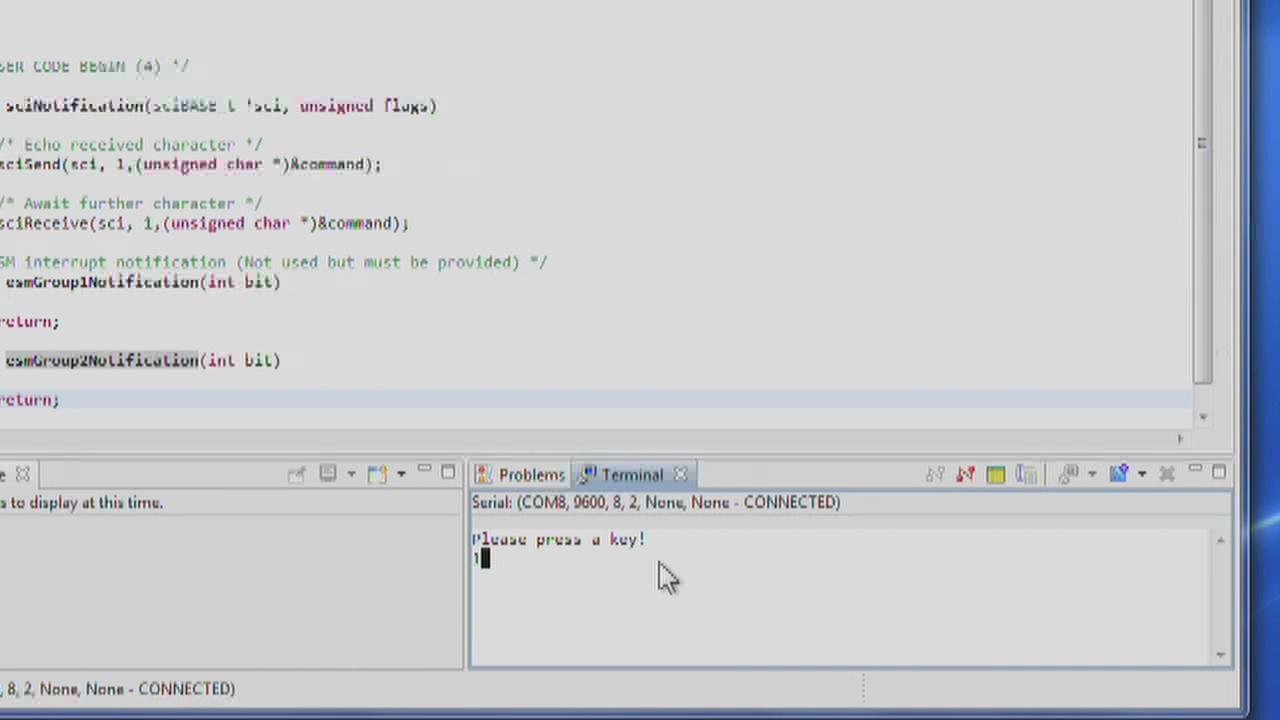 SER CODE BEGIN (4) */
sciNotification(sciBASE_t *sci, unsigned flags)
/* Echo received character */
sciSend(sci, 1,(unsigned char *)&command);
/* Await further character */
sciReceive(sci, 1,(unsigned char *)&command);
SM interrupt notification (Not used but must be provided) */
esmGroup1Notification(int bit)
return;
esmGroup2Notification(int bit)
return;
e
Problems
Terminal
s to display at this time.
Serial: (COM8, 9600, 8, 2, None, None - CONNECTED)
Please press a key!
1
, 8, 2, None, None - CONNECTED)